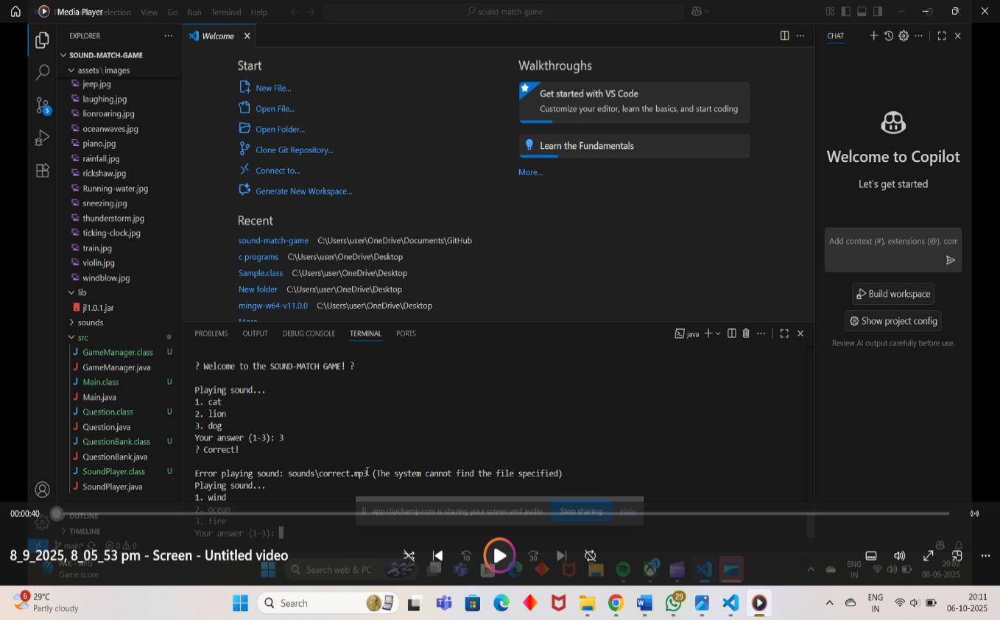 Media Player
Selection View Go Run Terminal Help
sound-match-game
EXPLORER
SOUND-MATCH-GAME
assets\images
jeep.jpg
laughing.jpg
lionroaring.jpg
oceanwaves.jpg
piano.jpg
rainfall.jpg
rickshaw.jpg
Running-water.jpg
sneezing.jpg
thunderstorm.jpg
ticking-clock.jpg
train.jpg
violin.jpg
windblow.jpg
lib
jl1.0.1.jar
sounds
src
GameManager.class U
GameManager.java
Main.class U
Main.java
Question.class U
Question.java
QuestionBank.class U
QuestionBank.java
SoundPlayer.class U
SoundPlayer.java
OUTLINE
TIMELINE
main*
0 0
5
Welcome
Start
New File...
Open File...
Open Folder...
Clone Git Repository...
Connect to...
Generate New Workspace...
Recent
sound-match-game C:\Users\user\OneDrive\Documents\GitHub
c programs C:\Users\user\OneDrive\Desktop
Sample.class C:\Users\user\OneDrive\Desktop
New folder C:\Users\user\OneDrive\Desktop
mingw-w64-v11.0.0 C:\Users\user\OneDrive\Desktop
More...
Walkthroughs
Get started with VS Code
Customize your editor, learn the basics, and start coding
Learn the Fundamentals
More...
PROBLEMS OUTPUT DEBUG CONSOLE TERMINAL PORTS
java
? Welcome to the SOUND-MATCH GAME! ?
Playing sound...
1. cat
2. lion
3. dog
Your answer (1-3): 3
? Correct!
Error playing sound: sounds\correct.mp3 (The system cannot find the file specified)
Playing sound...
1. wind
2. ocean
3. fire
Your answer (1-3):
app.clipchamp.com is sharing your screen and audio. Stop sharing Hide
CHAT
Welcome to Copilot
Let's get started
Add context (#), extensions (@), com
Build workspace
Show project config
Review AI output carefully before use.
00:00:40
8_9_2025, 8_05_53 pm - Screen - Untitled video
10 30
PAK - AFG
Game score
Search web & PC
1
ENG
IN
20:02
08-09-2025
6
29°C
Partly cloudy
Search
29
ENG
IN
20:11
06-10-2025